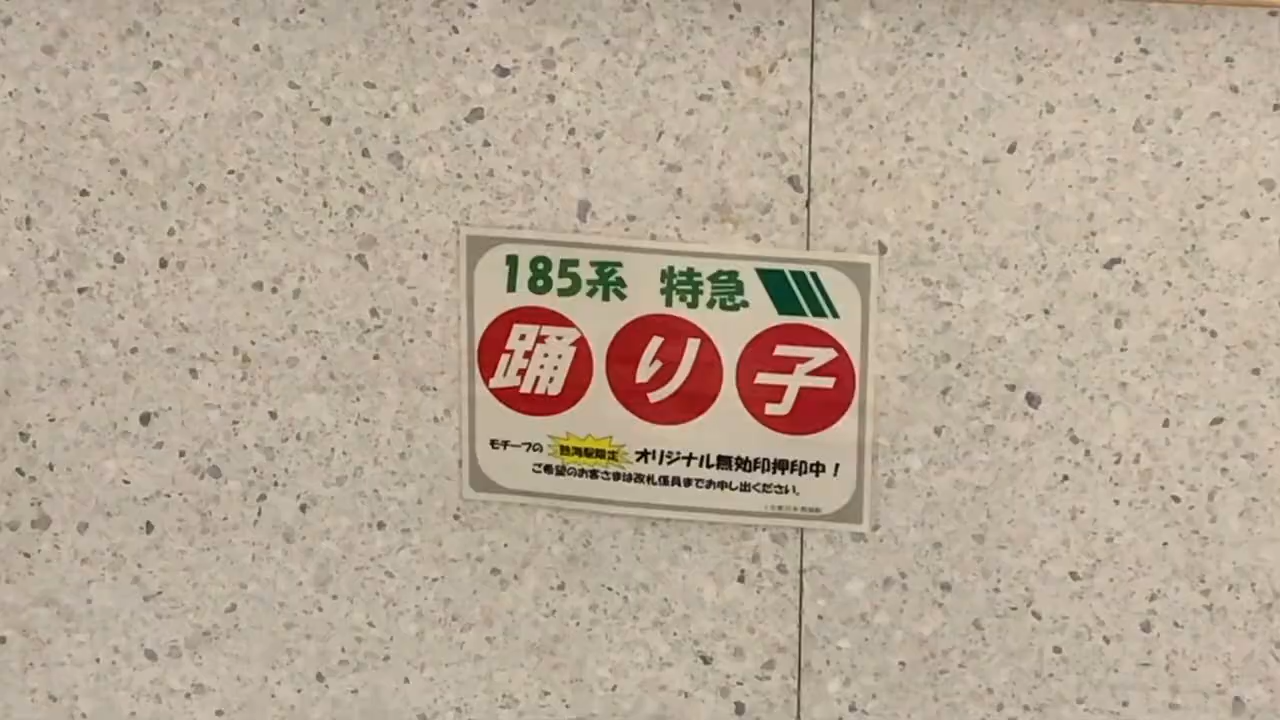 185系 特急
踊り子
モチーフの 熱海駅限定 オリジナル無効印押印中！
ご希望のお客さまは改札係員までお申し出ください。